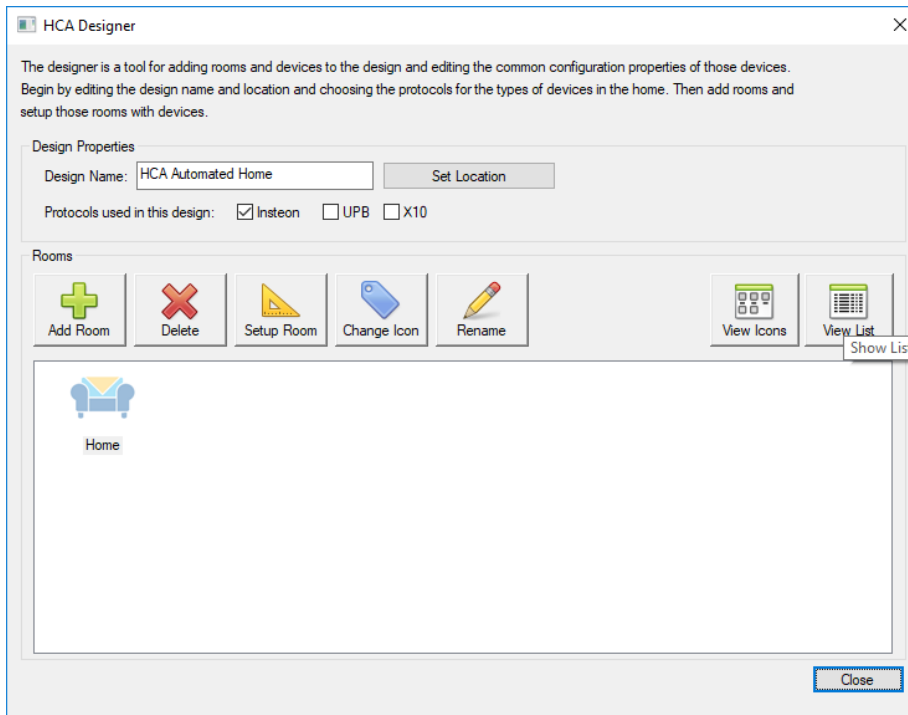 HCA Designer
The designer is a tool for adding rooms and devices to the design and editing the common configuration properties of those devices.
Begin by editing the design name and location and choosing the protocols for the types of devices in the home. Then add rooms and
setup those rooms with devices.
Design Properties
Design Name: HCA Automated Home Set Location
Protocols used in this design: Insteon UPB X10
Rooms
Add Room Delete Setup Room Change Icon Rename View Icons View List
Show Lis
Home
Close